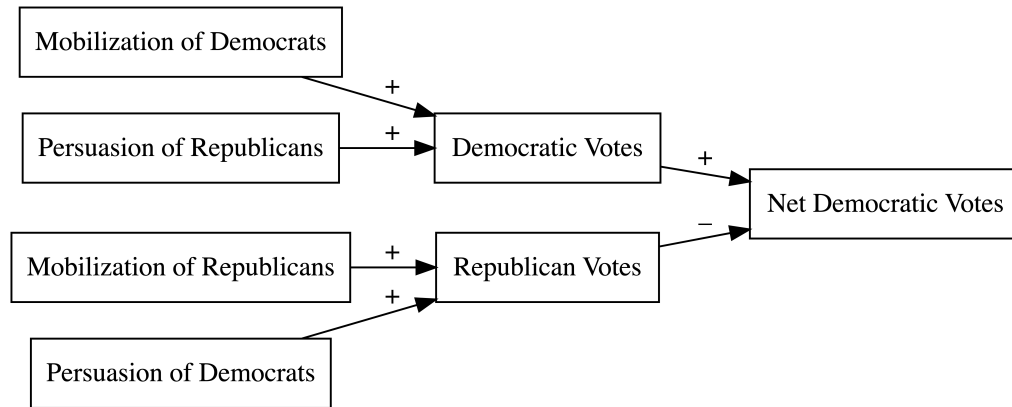 Mobilization of Democrats
+
Persuasion of Republicans
+
Democratic Votes
+
Net Democratic Votes
Mobilization of Republicans
+
Republican Votes
–
+
Persuasion of Democrats